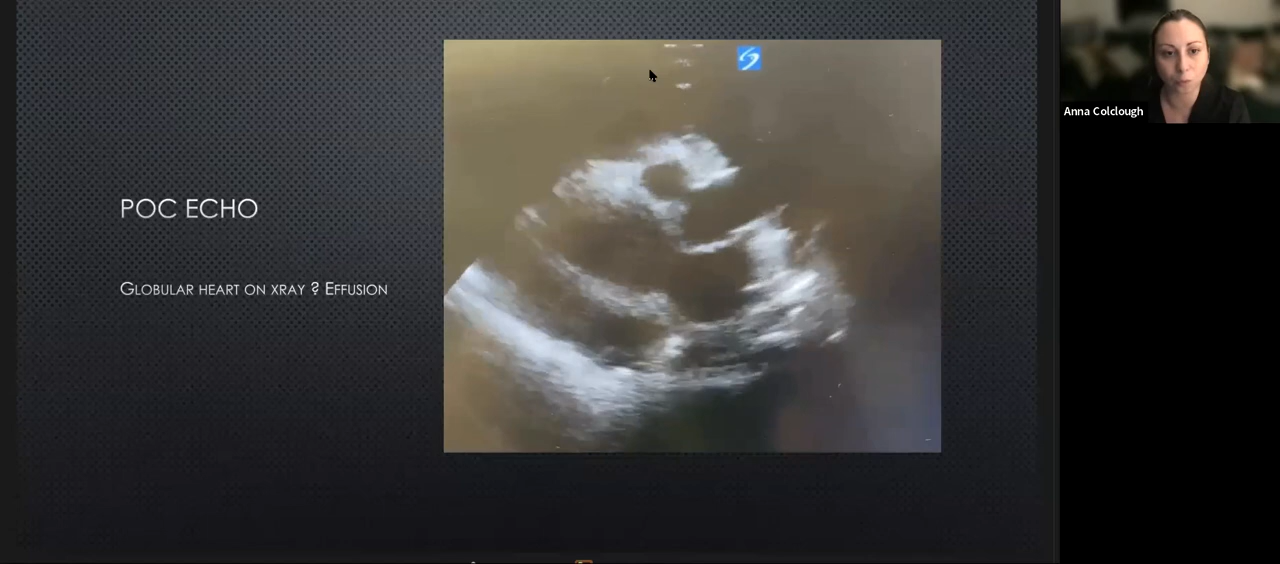 POC ECHO
GLOBULAR HEART ON XRAY ? EFFUSION
Anna Colclough